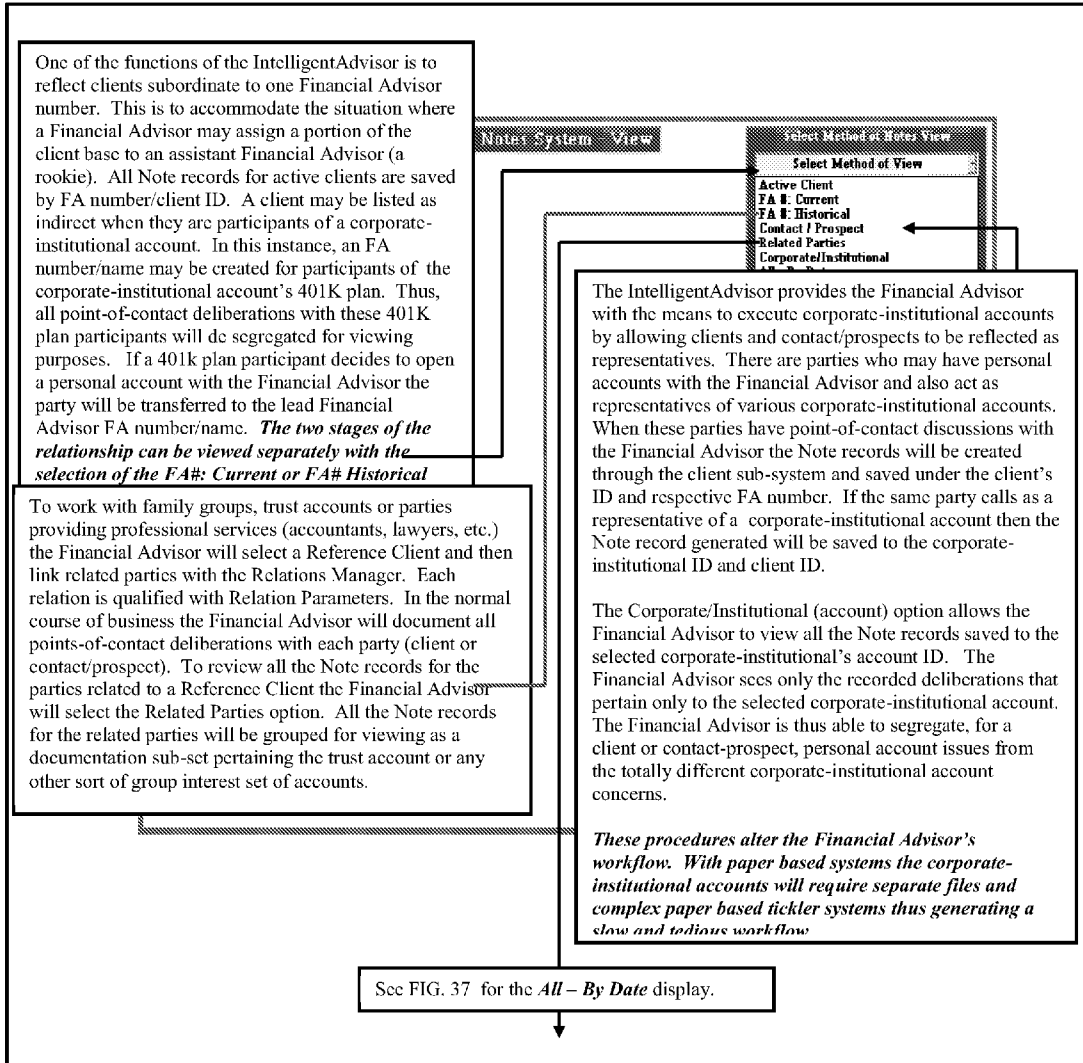 One of the functions of the IntelligentAdvisor is to
reflect clients subordinate to one Financial Advisor
number. This is to accommodate the situation where
a Financial Advisor may assign a portion of the
client base to an assistant Financial Advisor (a
rookie). All Note records for active clients are saved
by FA number/client ID. A client may be listed as
indirect when they are participants of a corporate-
institutional account. In this instance, an FA
number/name may be created for participants of the
corporate-institutional account's 401K plan. Thus,
all point-of-contact deliberations with these 401K
plan participants will de segregated for viewing
purposes. If a 401k plan participant decides to open
a personal account with the Financial Advisor the
party will be transferred to the lead Financial
Advisor FA number/name. The two stages of the
relationship can be viewed separately with the
selection of the FA#: Current or FA# Historical
Notes System - View
Select Method of Notes View
Select Method of View
Active Client
FA #: Current
FA #: Historical
Contact / Prospect
Related Parties
Corporate/Institutional
All - By Date
To work with family groups, trust accounts or parties
providing professional services (accountants, lawyers, etc.)
the Financial Advisor will select a Reference Client and then
link related parties with the Relations Manager. Each
relation is qualified with Relation Parameters. In the normal
course of business the Financial Advisor will document all
points-of-contact deliberations with each party (client or
contact/prospect). To review all the Note records for the
parties related to a Reference Client the Financial Advisor
will select the Related Parties option. All the Note records
for the related parties will be grouped for viewing as a
documentation sub-set pertaining the trust account or any
other sort of group interest set of accounts.
The IntelligentAdvisor provides the Financial Advisor
with the means to execute corporate-institutional accounts
by allowing clients and contact/prospects to be reflected as
representatives. There are parties who may have personal
accounts with the Financial Advisor and also act as
representatives of various corporate-institutional accounts.
When these parties have point-of-contact discussions with
the Financial Advisor the Note records will be created
through the client sub-system and saved under the client's
ID and respective FA number. If the same party calls as a
representative of a corporate-institutional account then the
Note record generated will be saved to the corporate-
institutional ID and client ID.
The Corporate/Institutional (account) option allows the
Financial Advisor to view all the Note records saved to the
selected corporate-institutional's account ID. The
Financial Advisor sees only the recorded deliberations that
pertain only to the selected corporate-institutional account.
The Financial Advisor is thus able to segregate, for a
client or contact-prospect, personal account issues from
the totally different corporate-institutional account
concerns.
These procedures alter the Financial Advisor's
workflow. With paper based systems the corporate-
institutional accounts will require separate files and
complex paper based tickler systems thus generating a
slow and tedious workflow
See FIG. 37 for the All – By Date display.